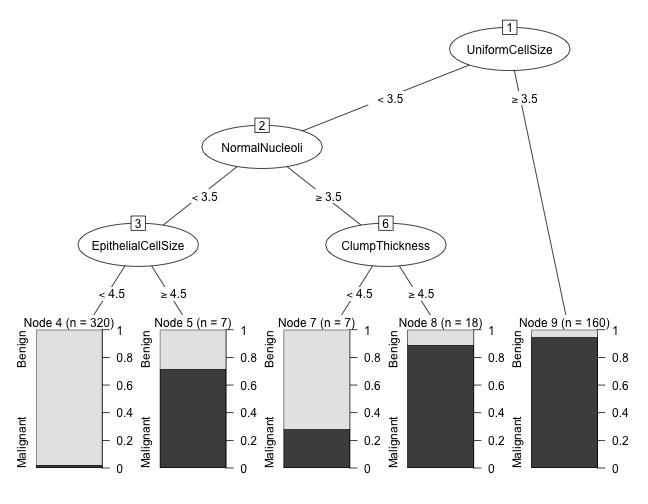 1
UniformCellSize
< 3.5
≥ 3.5
2
NormalNucleoli
< 3.5
≥ 3.5
3
EpithelialCellSize
6
ClumpThickness
< 4.5
≥ 4.5
< 4.5
≥ 4.5
Node 4 (n = 320)
Malignant
Benign
1
0.8
0.6
0.4
0.2
0
Node 5 (n = 7)
Malignant
Benign
1
0.8
0.6
0.4
0.2
0
Node 7 (n = 7)
Malignant
Benign
1
0.8
0.6
0.4
0.2
0
Node 8 (n = 18)
Malignant
Benign
1
0.8
0.6
0.4
0.2
0
Node 9 (n = 160)
Malignant
Benign
1
0.8
0.6
0.4
0.2
0